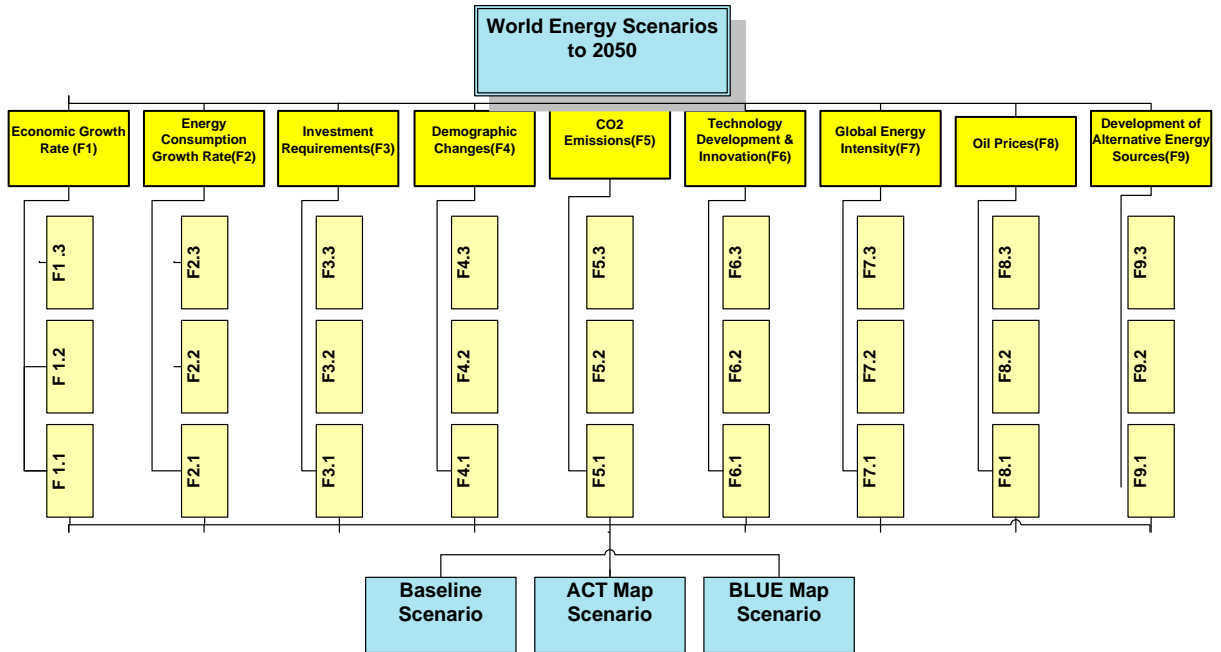 World Energy Scenarios
to 2050
Economic Growth
Rate (F1)
Energy
Consumption
Growth Rate(F2)
Investment
Requirements(F3)
Demographic
Changes(F4)
CO2
Emissions(F5)
Technology
Development &
Innovation(F6)
Global Energy
Intensity(F7)
Oil Prices(F8)
Development of
Alternative Energy
Sources(F9)
F1 .3
F2.3
F3.3
F4.3
F5.3
F6.3
F7.3
F8.3
F9.3
F 1.2
F2.2
F3.2
F4.2
F5.2
F6.2
F7.2
F8.2
F9.2
F 1.1
F2.1
F3.1
F4.1
F5.1
F6.1
F7.1
F8.1
F9.1
Baseline
Scenario
ACT Map
Scenario
BLUE Map
Scenario